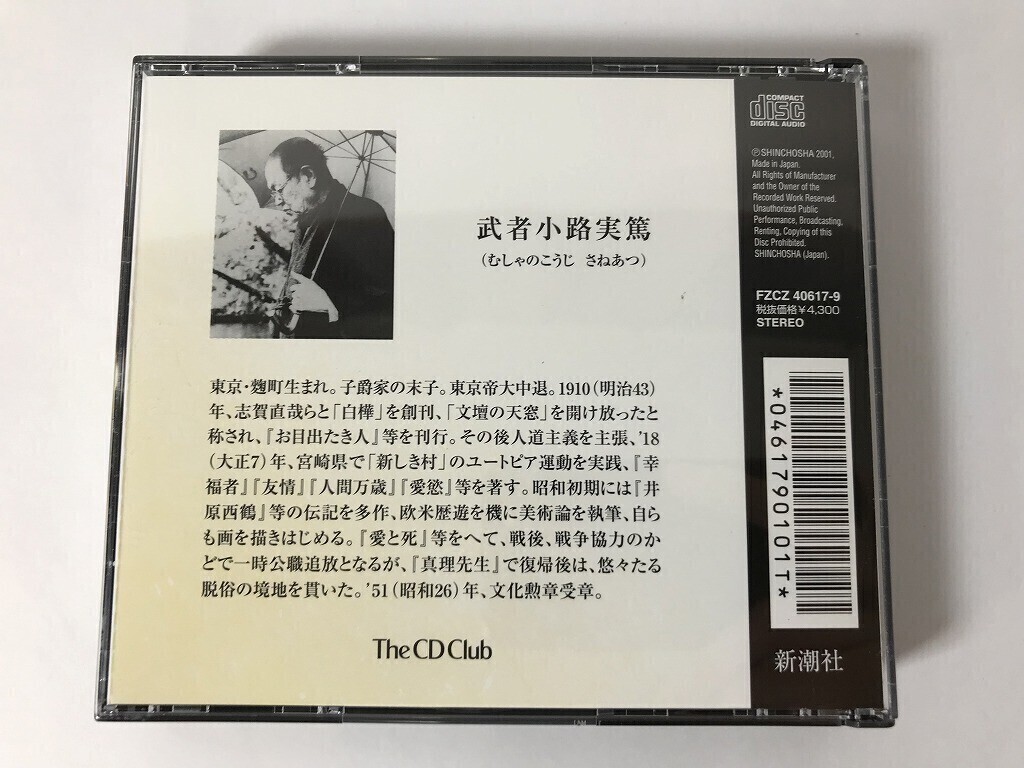 武者小路実篤
(むしゃのこうじ さねあつ)
東京・麴町生まれ。子爵家の末子。東京帝大中退。1910(明治43)
年、志賀直哉らと「白樺」を創刊、「文壇の天窓」を開け放ったと
称され、『お目出たき人』等を刊行。その後人道主義を主張、'18
(大正7)年、宮崎県で「新しき村」のユートピア運動を実践、『幸
福者』『友情』『人間万歳』『愛慾』等を著す。昭和初期には『井
原西鶴』等の伝記を多作、欧米歴遊を機に美術論を執筆、自ら
も画を描きはじめる。『愛と死』等をへて、戦後、戦争協力のか
どで一時公職追放となるが、『真理先生』で復帰後は、悠々たる
脱俗の境地を貫いた。'51(昭和26)年、文化勲章受章。
The CD Club
COMPACT
disc
DIGITAL AUDIO
ⓅSHINCHOSHA 2001,
Made in Japan.
All Rights of Manufacturer
and the Owner of the
Recorded Work Reserved.
Unauthorized Public
Performance, Broadcasting,
Renting, Copying of this
Disc Prohibited.
SHINCHOSHA (Japan).
FZCZ 40617-9
税抜価格¥4,300
STEREO
*0461790101T*
新潮社